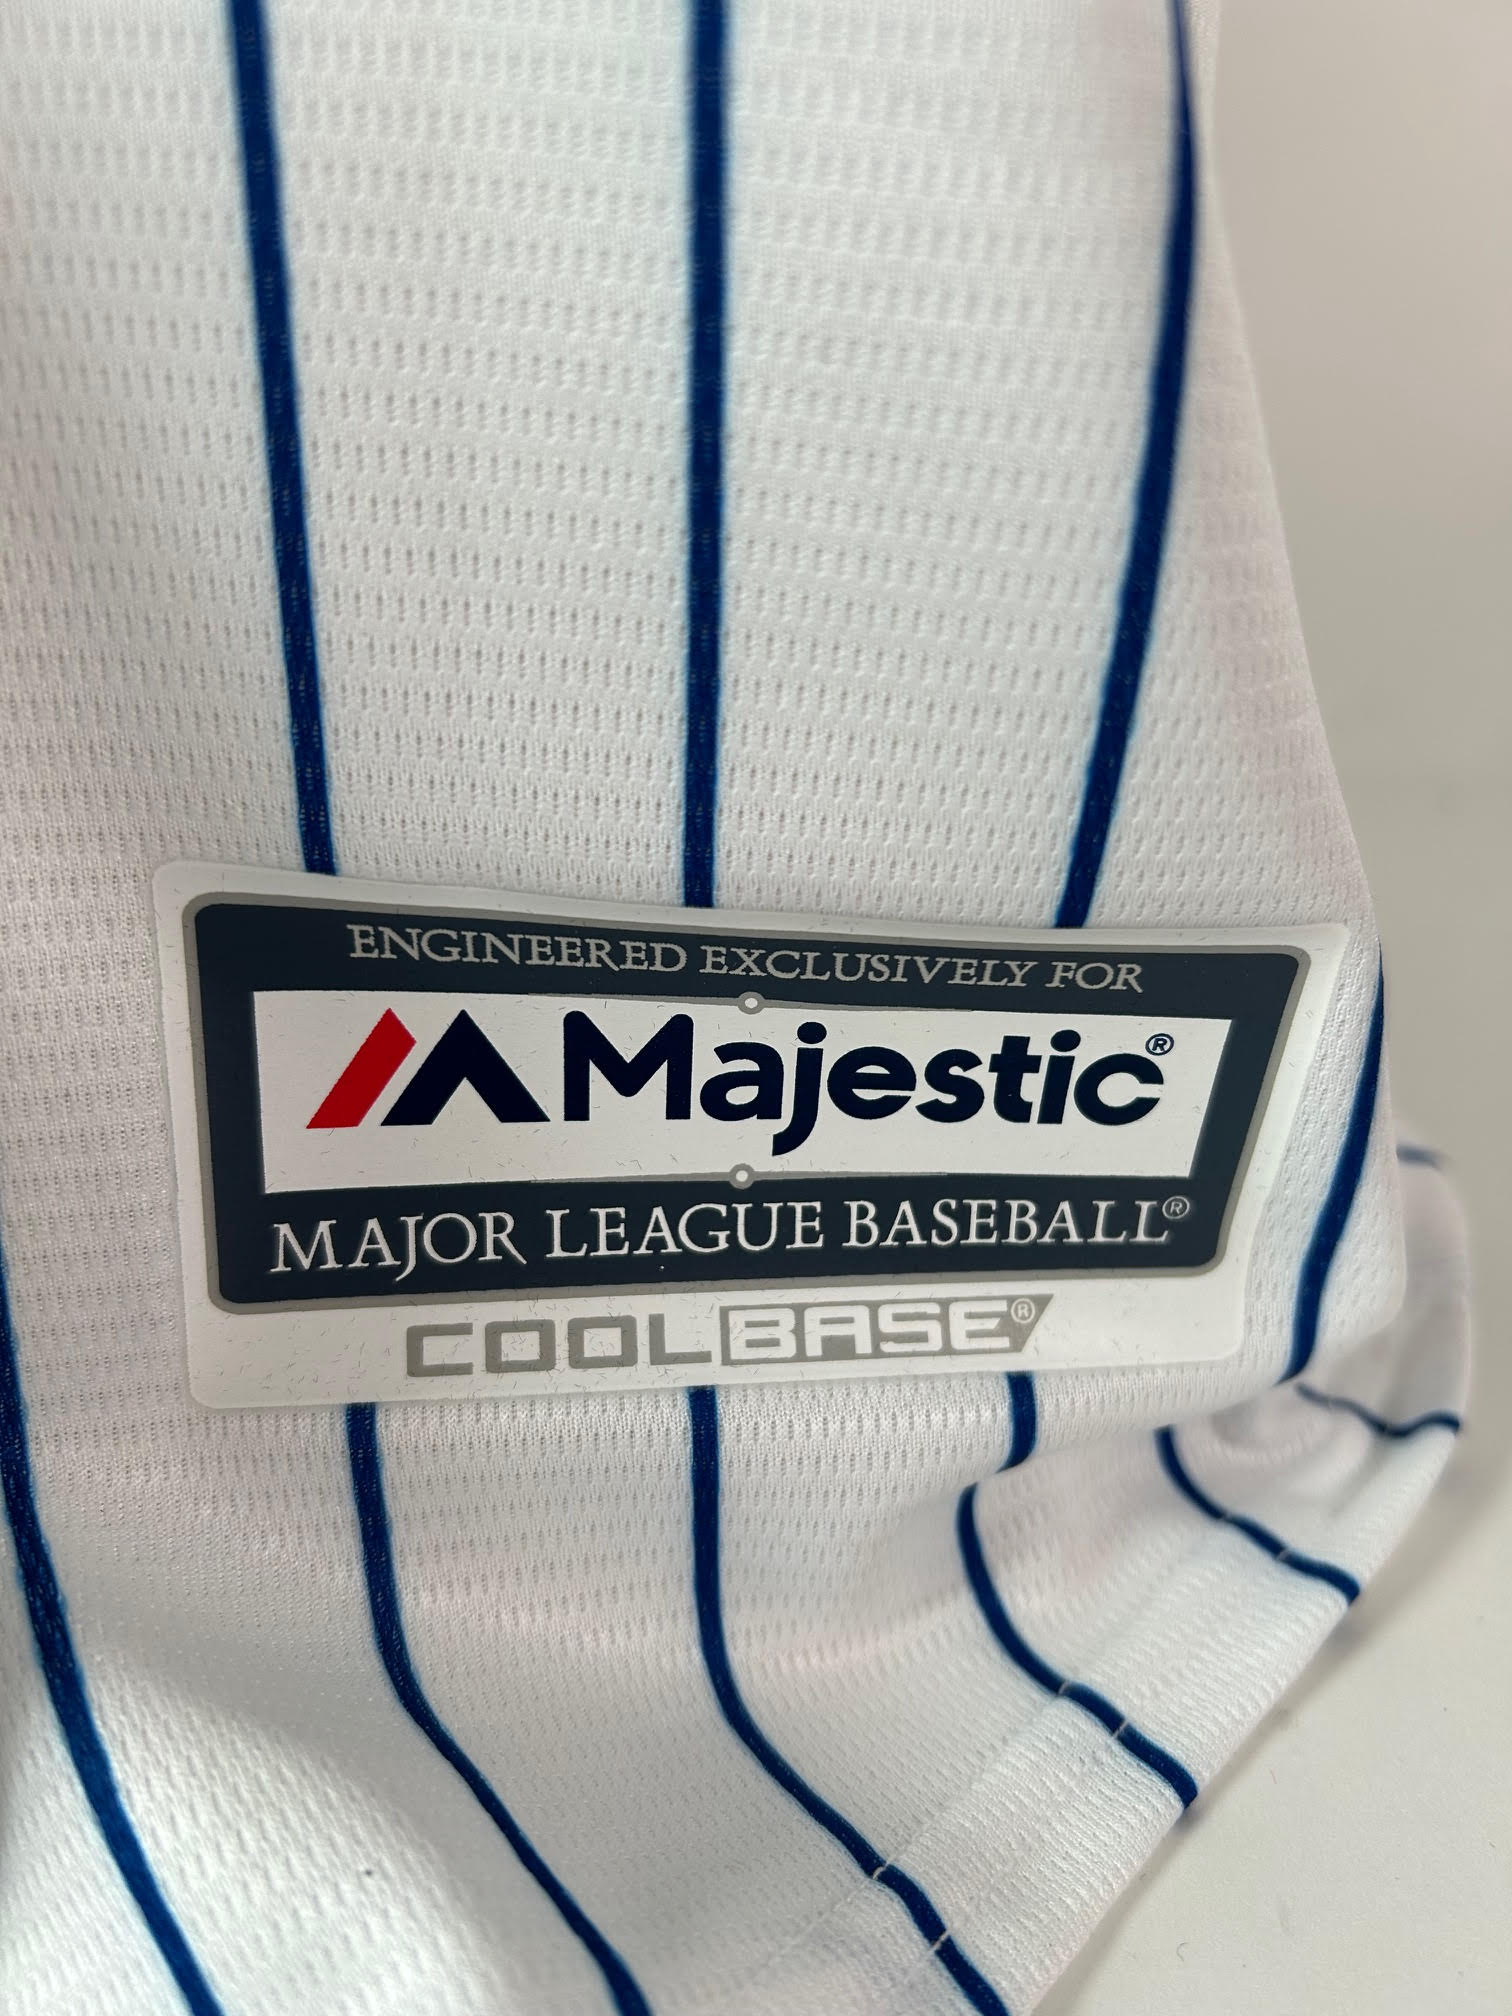 ENGINEERED EXCLUSIVELY FOR
Majestic®
MAJOR LEAGUE BASEBALL®
COOLBASE®